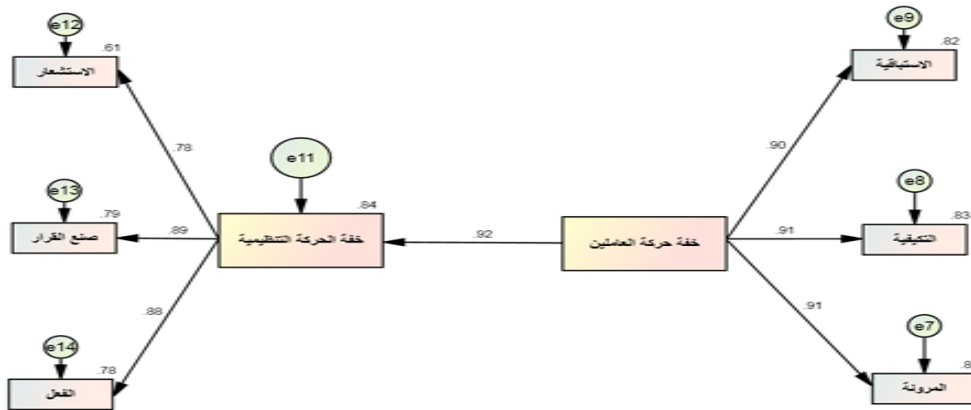 e12
.61
الاستشعار
e9
.82
الاستباقية
.78
.90
e11
.84
خفة الحركة التنظيمية
e13
.79
صنع القرار
.89
.92
خفة حركة العاملين
e8
.83
التكيفية
.91
.91
.88
e14
.78
الفعل
e7
.8
المرونة